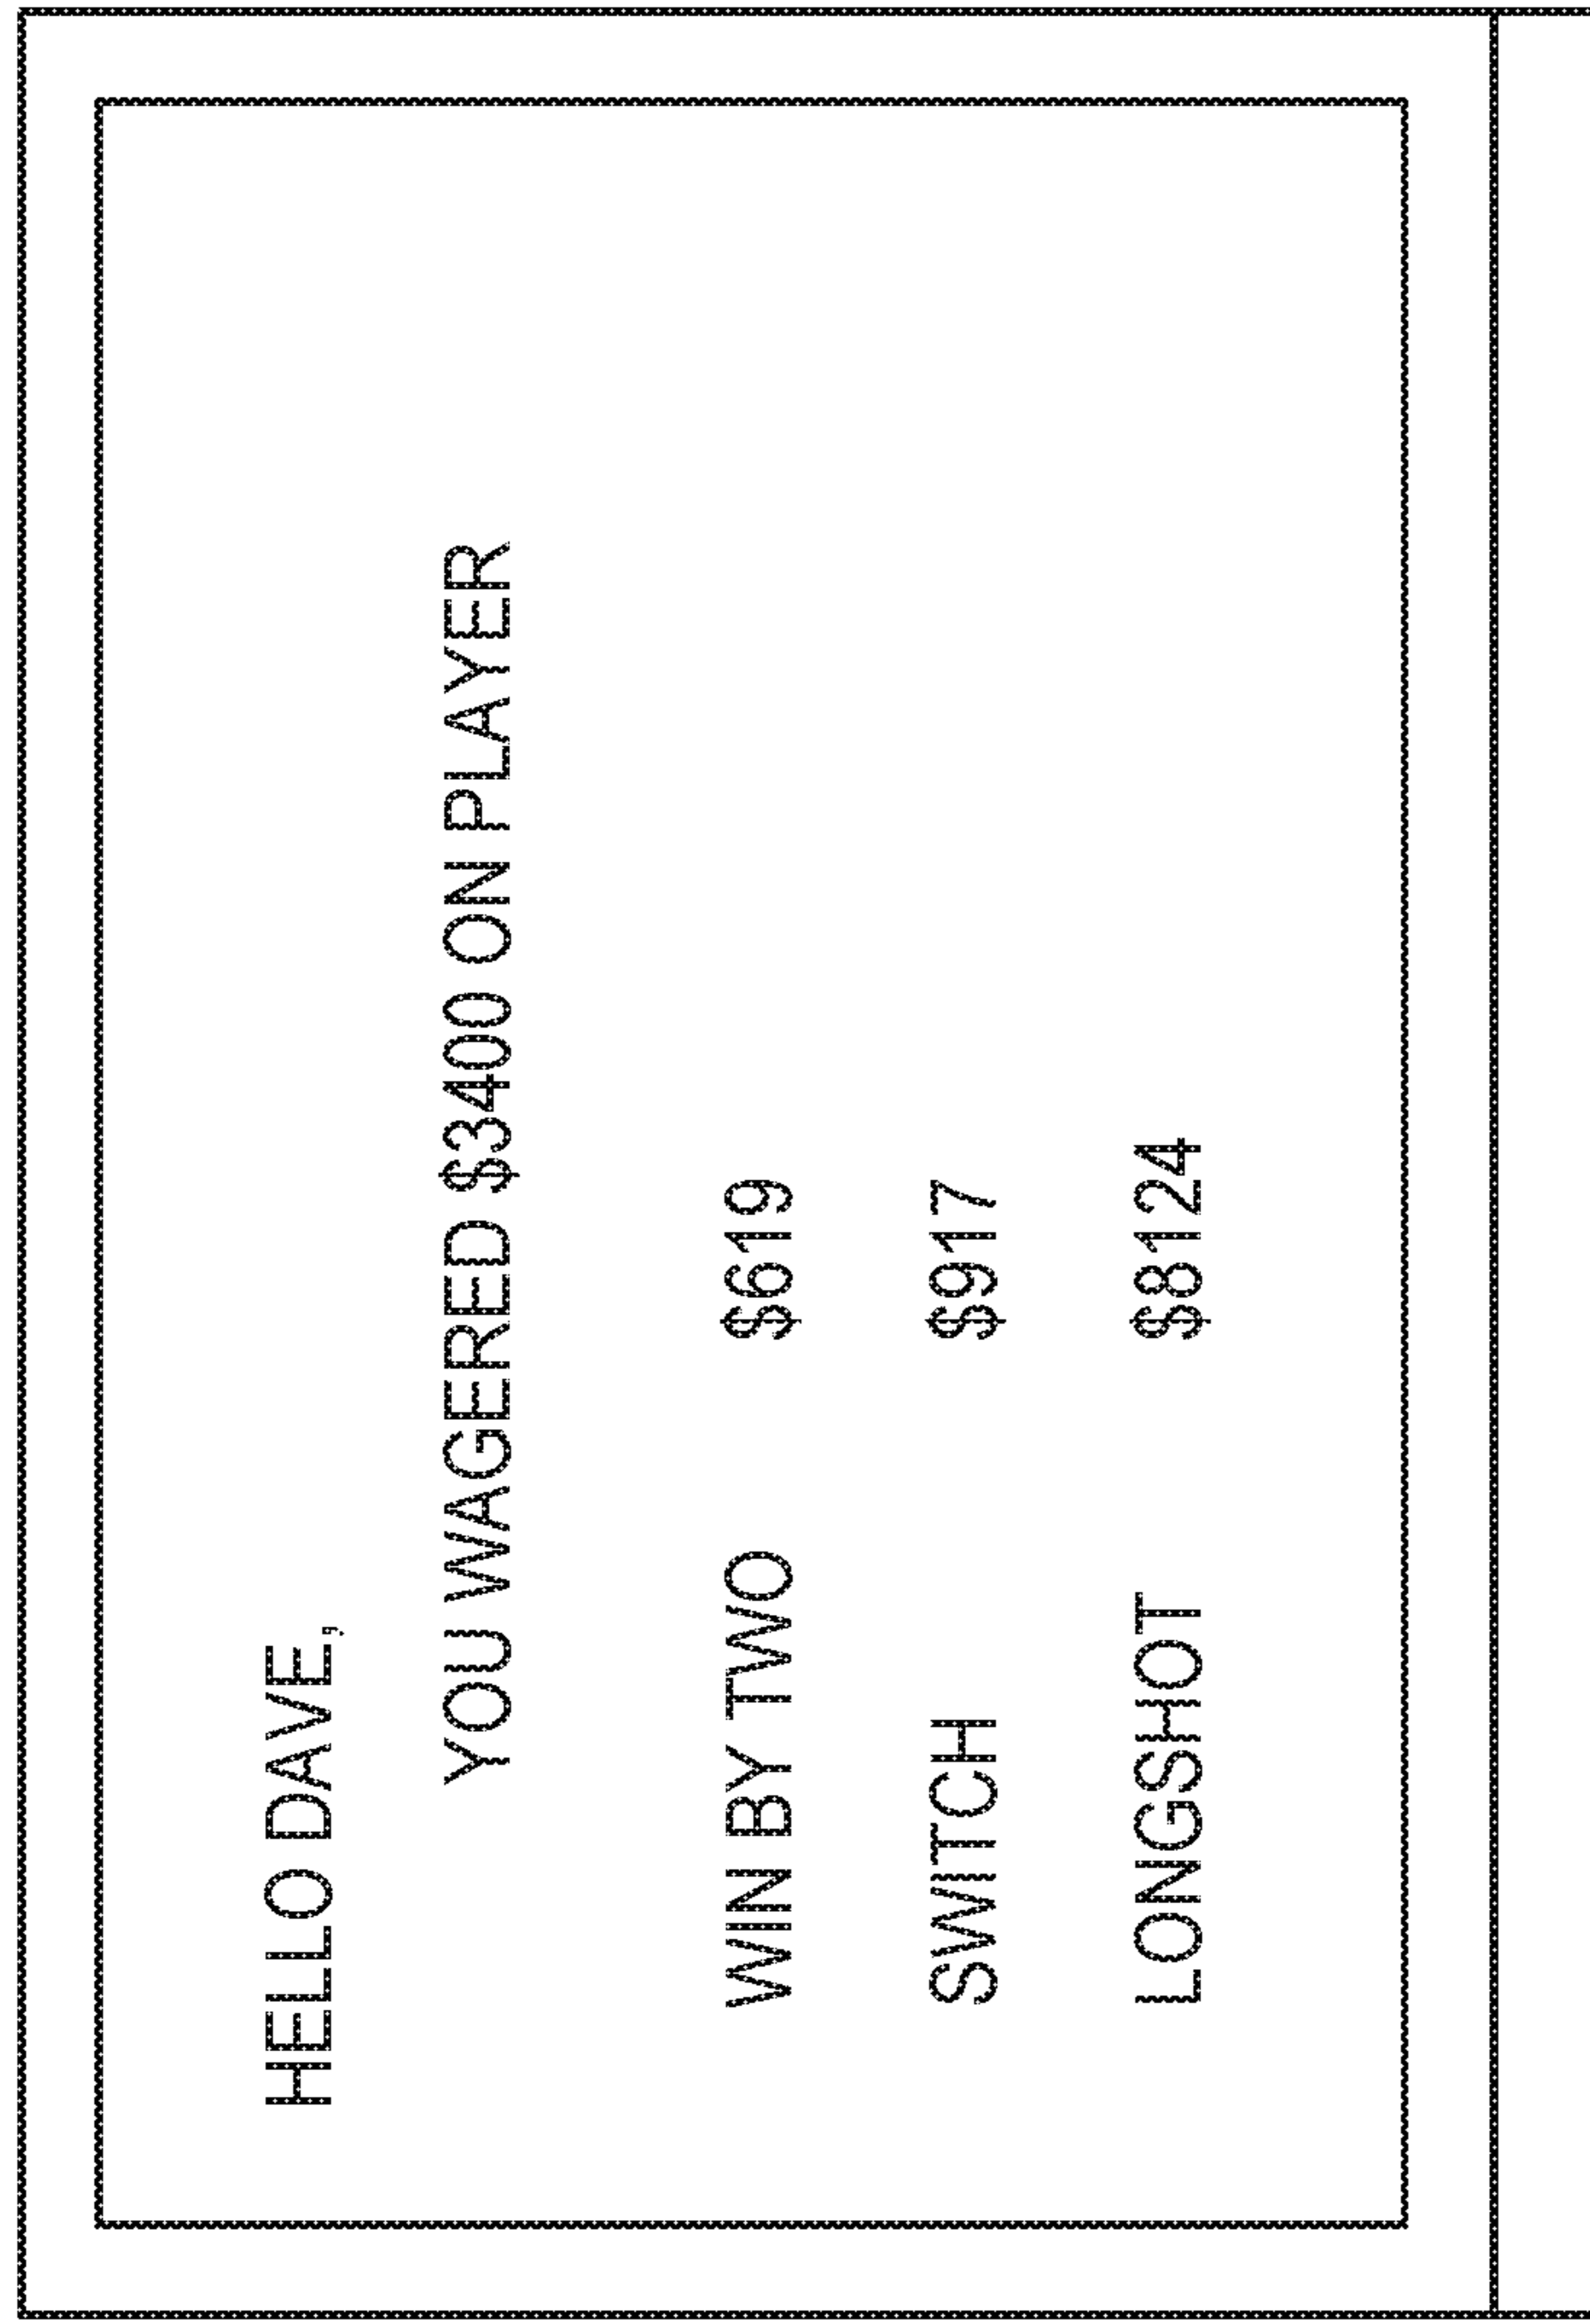 HELLO DAVE,
YOU WAGERED $3400 ON PLAYER
WIN BY TWO $619
SWITCH $917
LONGSHOT $8124